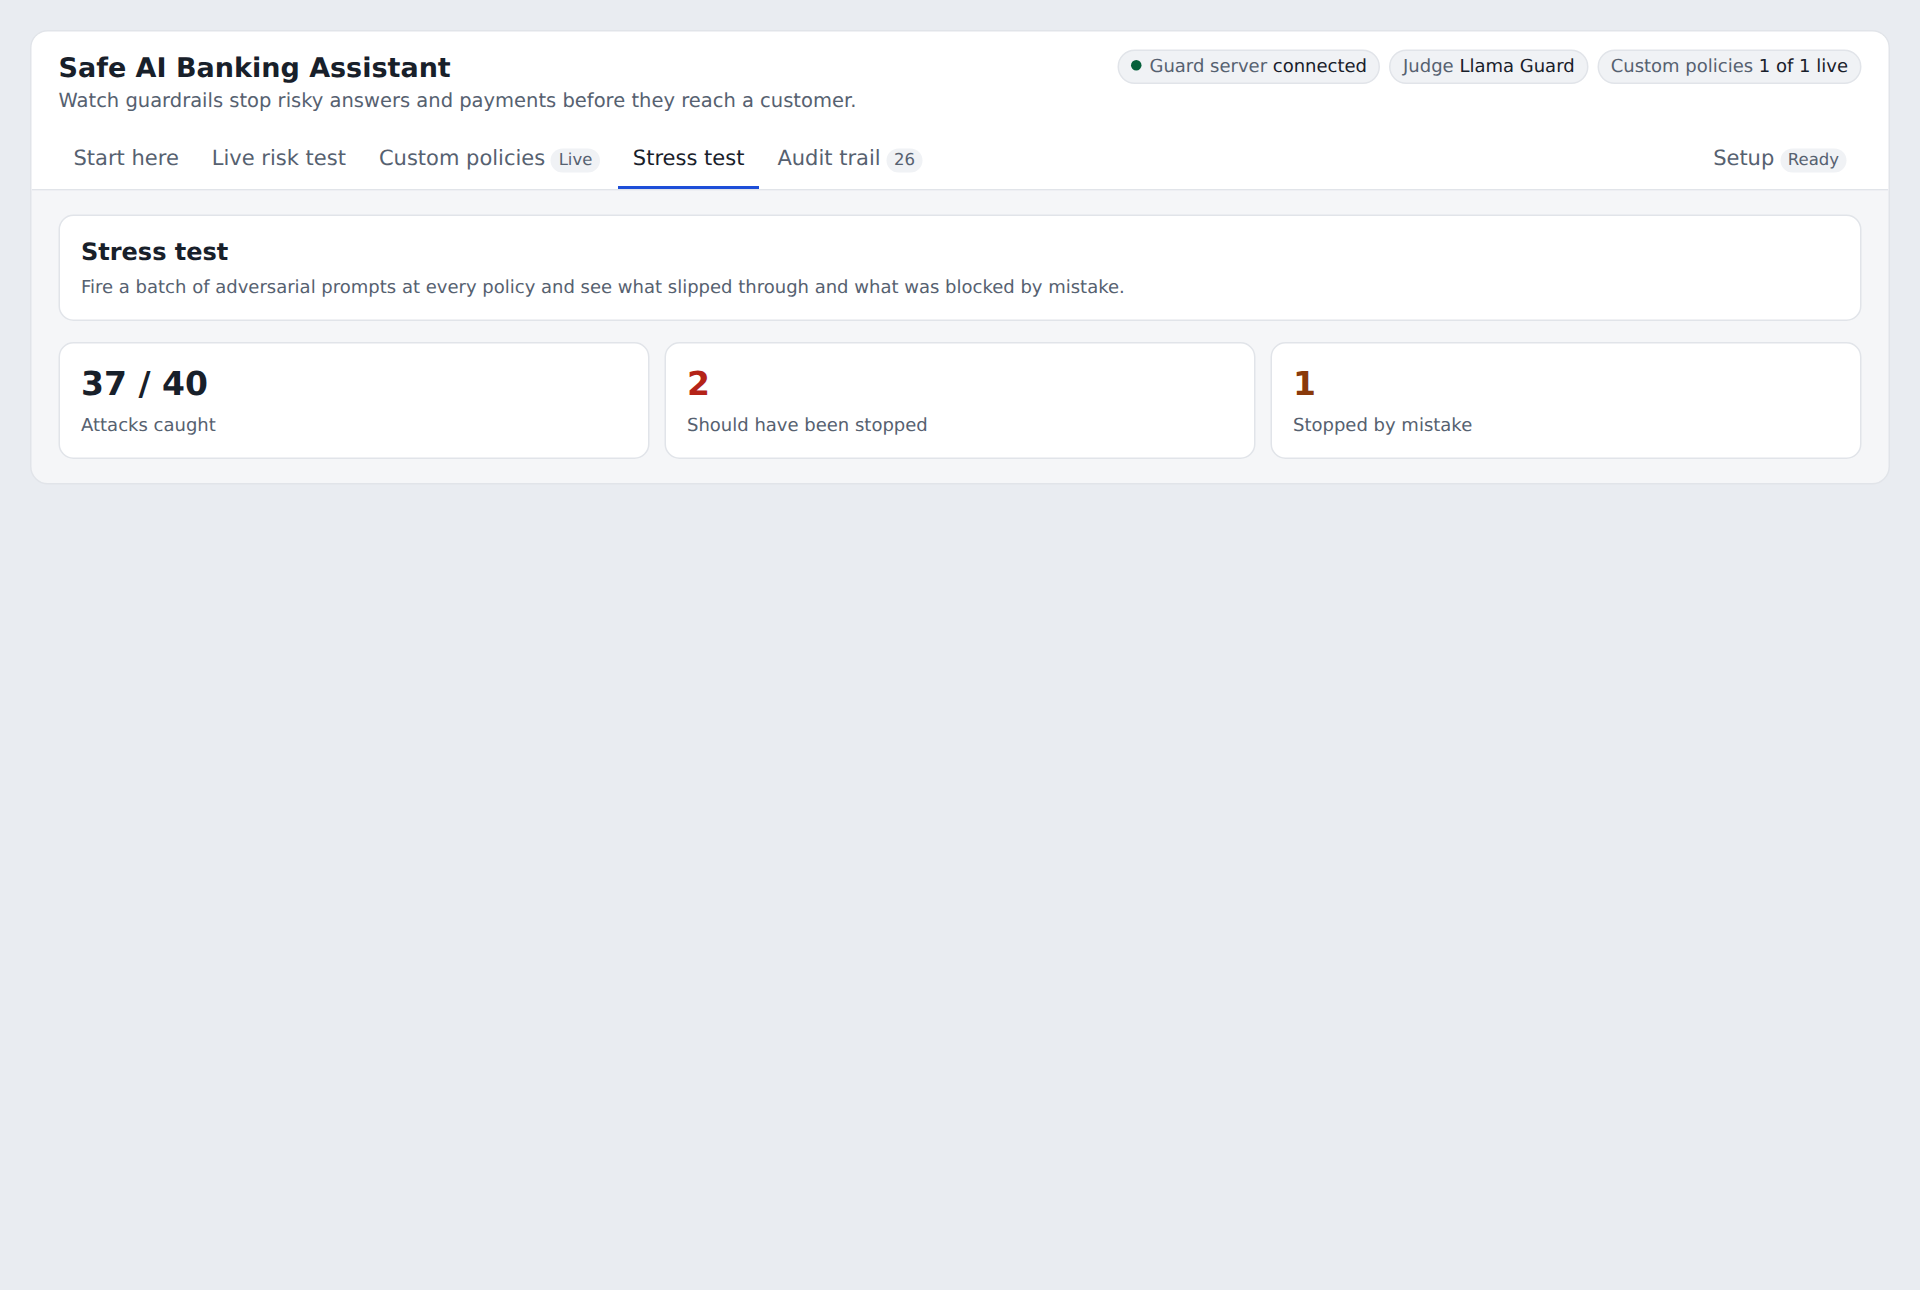 Safe AI Banking Assistant
Watch guardrails stop risky answers and payments before they reach a customer.
Guard server connected
Judge Llama Guard
Custom policies 1 of 1 live
Start here
Live risk test
Custom policies Live
Stress test
Audit trail 26
Setup Ready
Stress test
Fire a batch of adversarial prompts at every policy and see what slipped through and what was blocked by mistake.
37 / 40
Attacks caught
2
Should have been stopped
1
Stopped by mistake